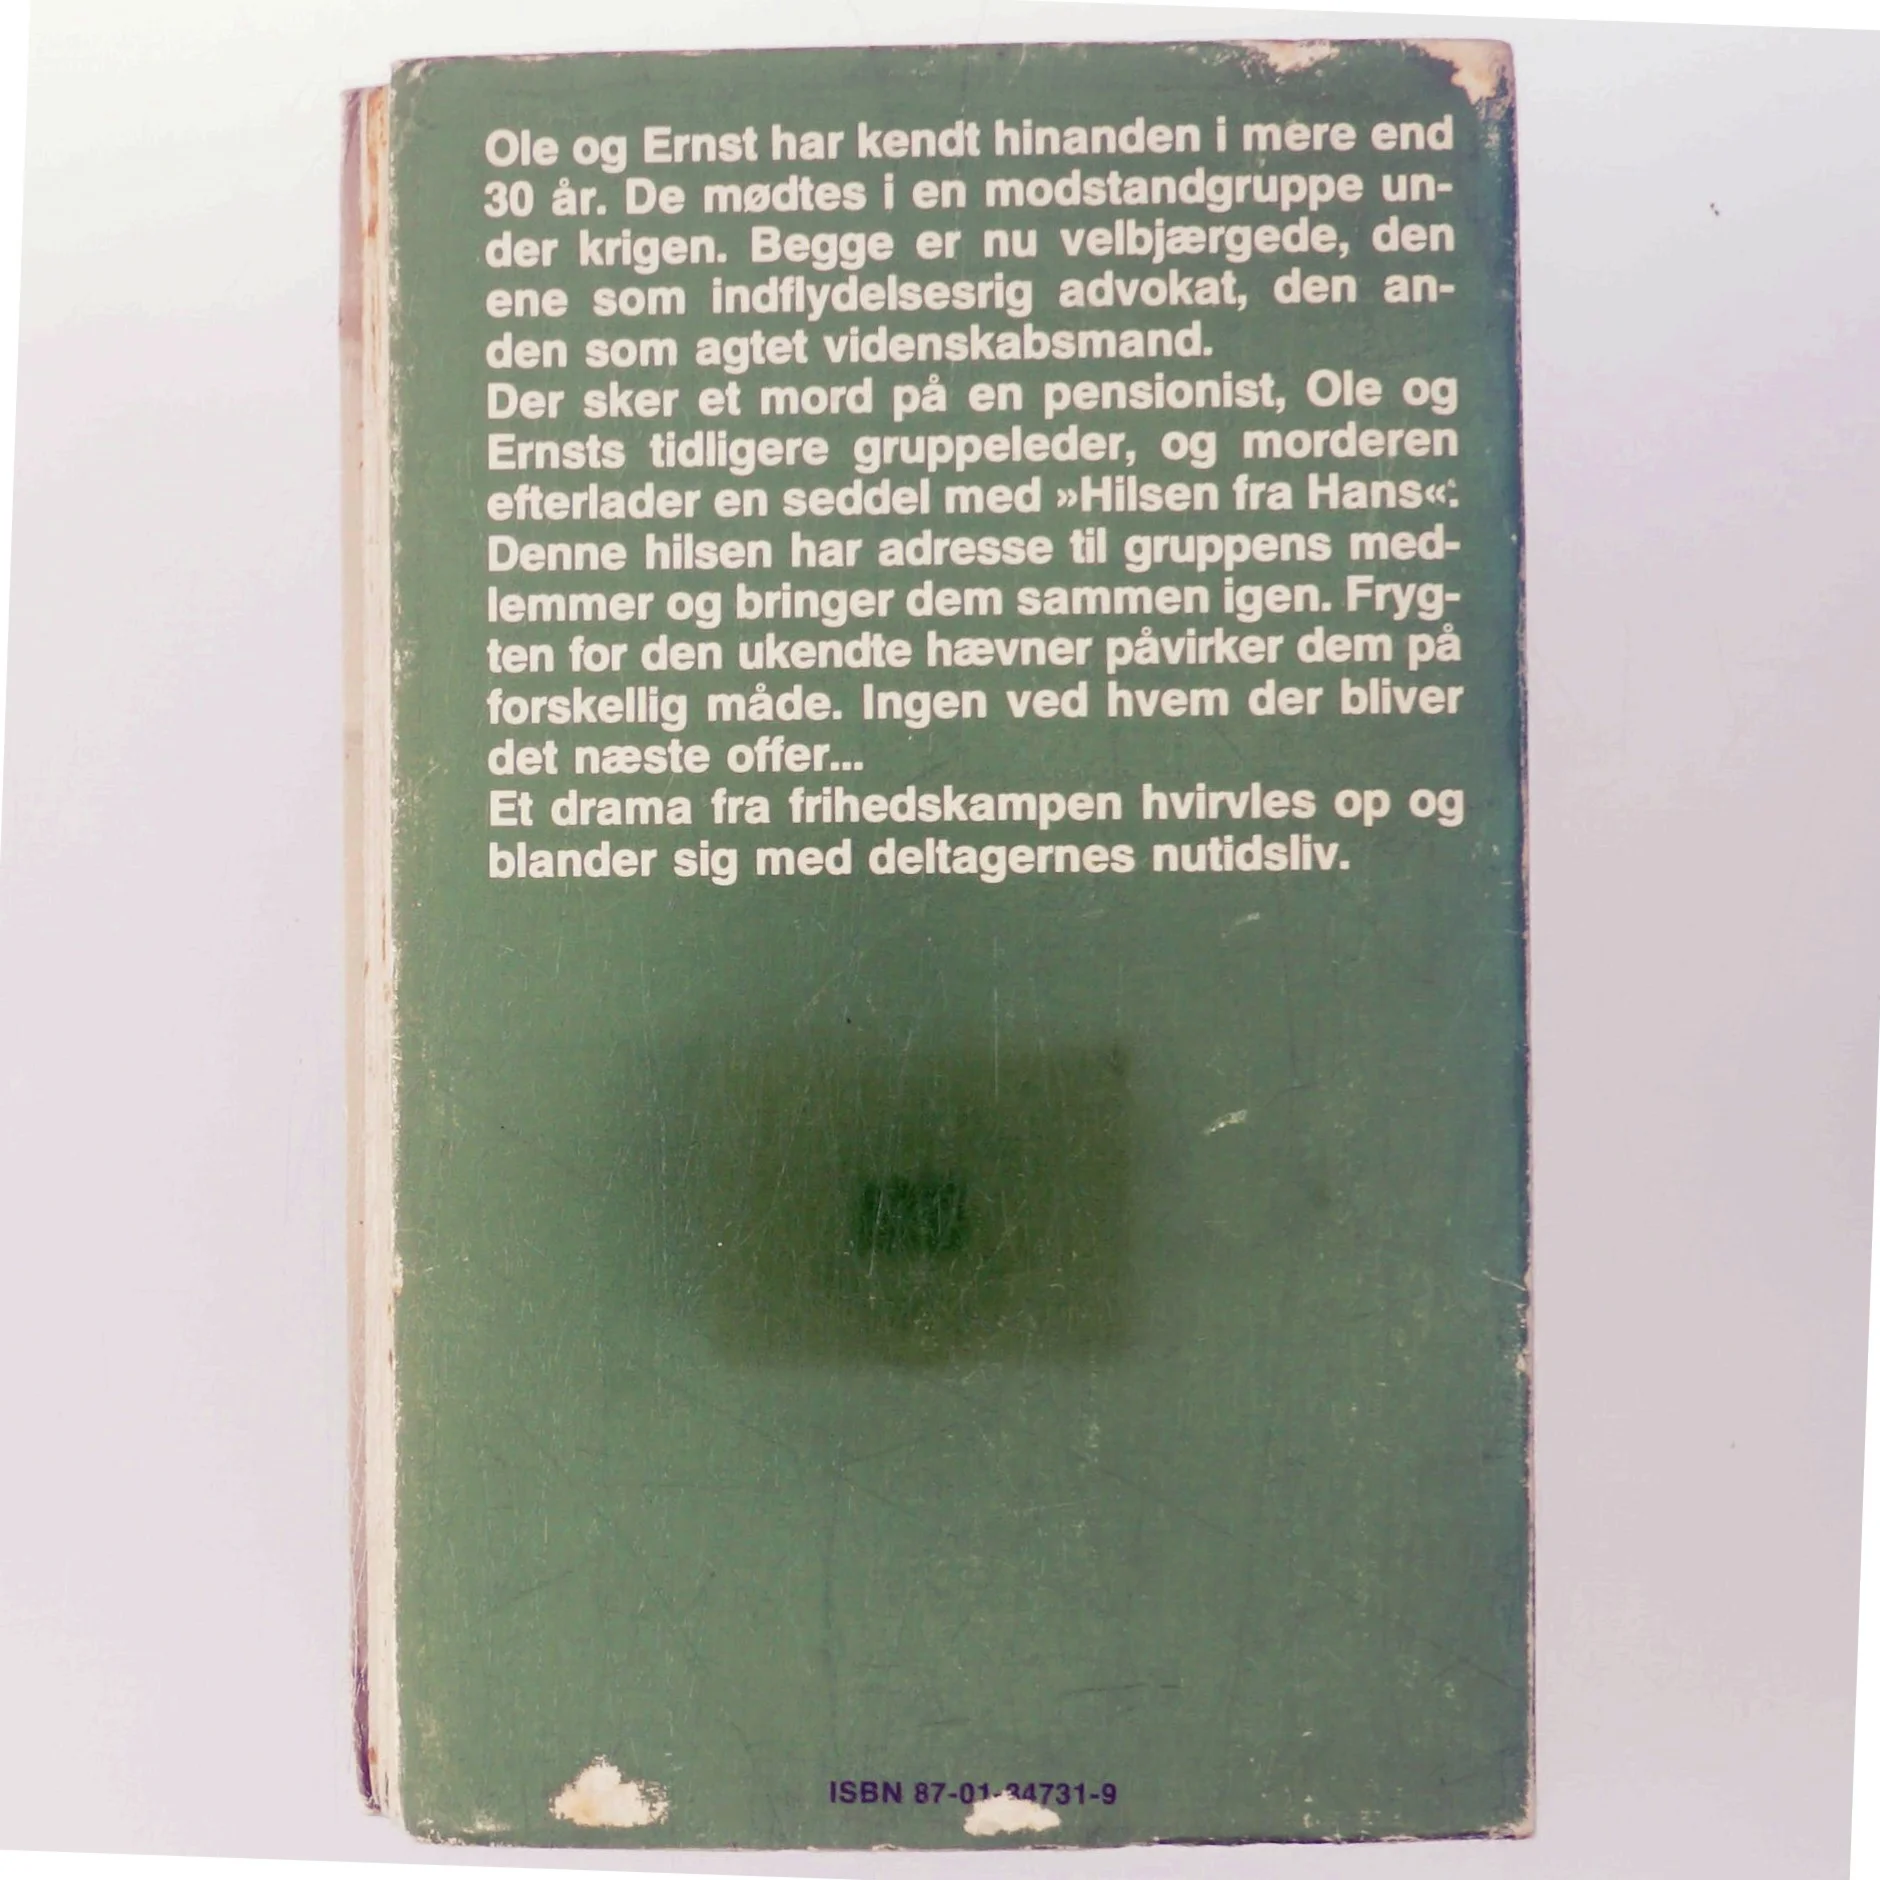 Ole og Ernst har kendt hinanden i mere end
30 år. De mødtes i en modstandgruppe un-
der krigen. Begge er nu velbjærgede, den
ene som indflydelsesrig advokat, den an-
den som agtet videnskabsmand.
Der sker et mord på en pensionist, Ole og
Ernsts tidligere gruppeleder, og morderen
efterlader en seddel med »Hilsen fra Hans«.
Denne hilsen har adresse til gruppens med-
lemmer og bringer dem sammen igen. Fryg-
ten for den ukendte hævner påvirker dem på
forskellig måde. Ingen ved hvem der bliver
det næste offer...
Et drama fra frihedskampen hvirvles op og
blander sig med deltagernes nutidsliv.
ISBN 87-01-34731-9